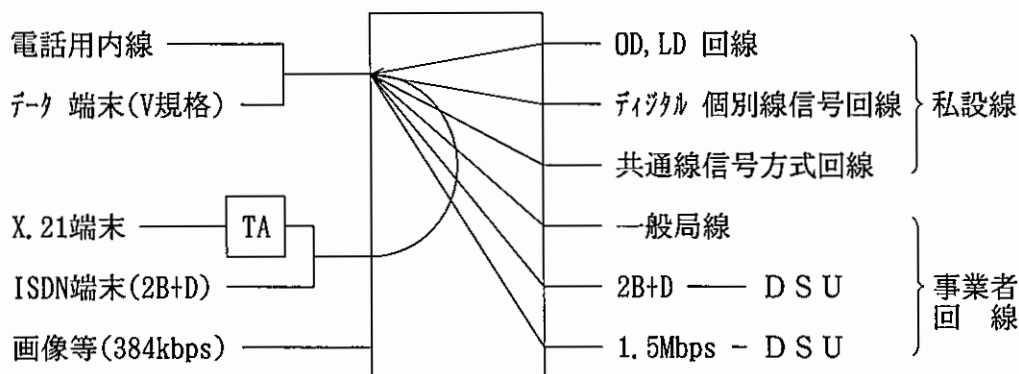 電話用内線
データ 端末(V規格)
X.21端末
TA
ISDN端末(2B+D)
画像等(384kbps)
OD,LD 回線
ディジタル 個別線信号回線
共通線信号方式回線
私設線
一般局線
2B+D DSU
1.5Mbps - DSU
事業者
回 線